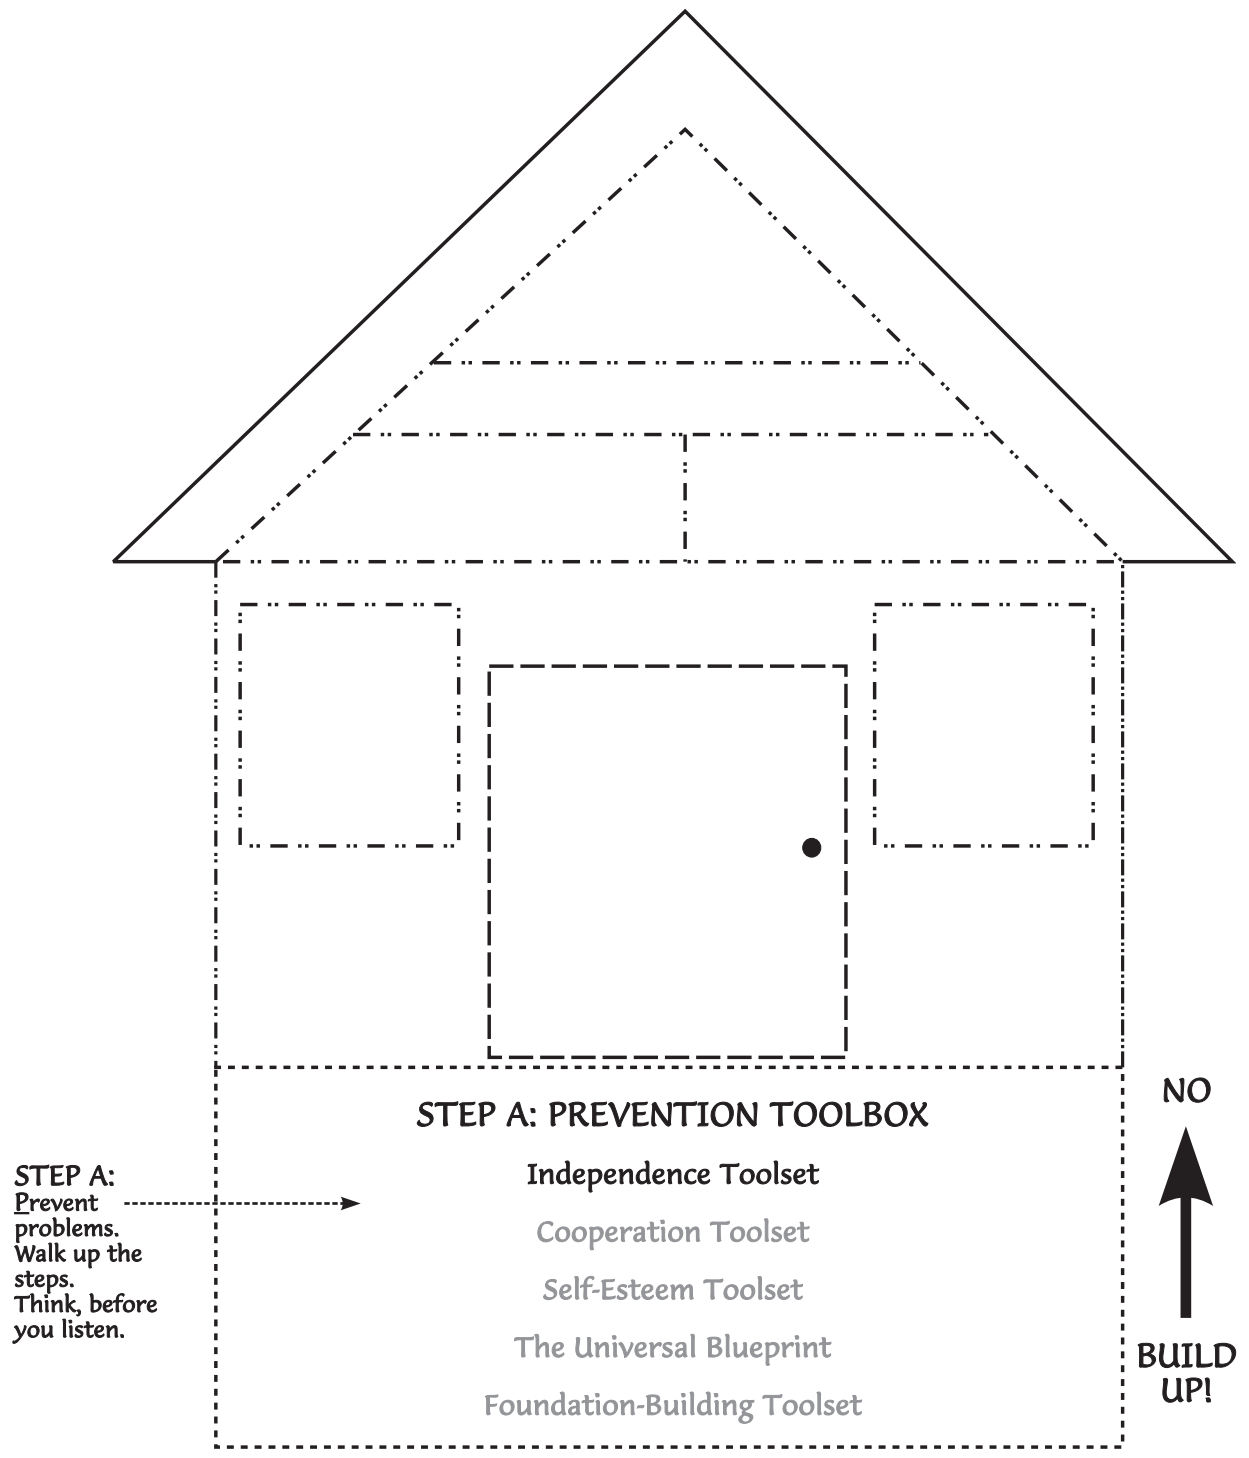 NO
STEP A: PREVENTION TOOLBOX
Independence Toolset
STEP A:
Prevent
problems.
Walk up the
steps.
Think, before
you listen.
Cooperation Toolset
Self-Esteem Toolset
The Universal Blueprint
Foundation-Building Toolset
BUILD
UP!